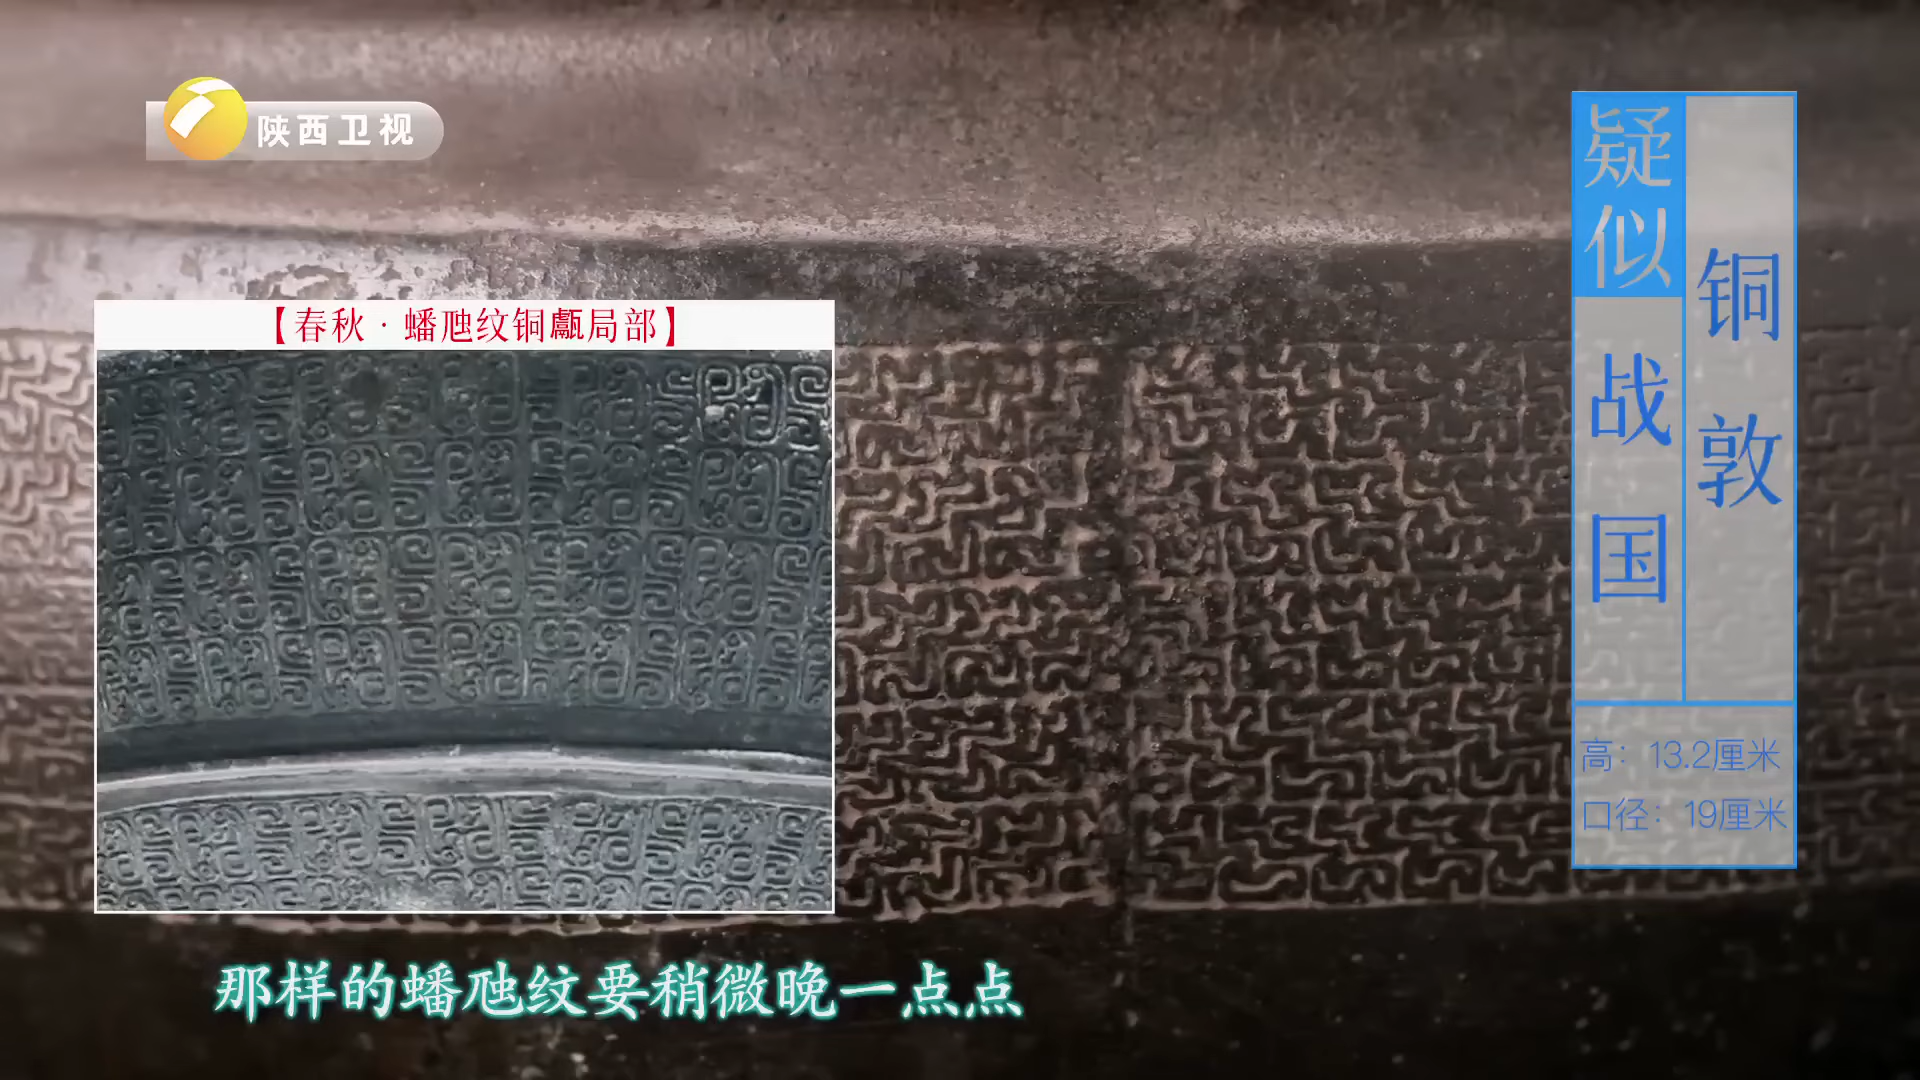 陕西卫视
【春秋·蟠虺纹铜甗局部】
疑似
战国
铜敦
高：13.2厘米
口径：19厘米
那样的蟠虺纹要稍微晚一点点